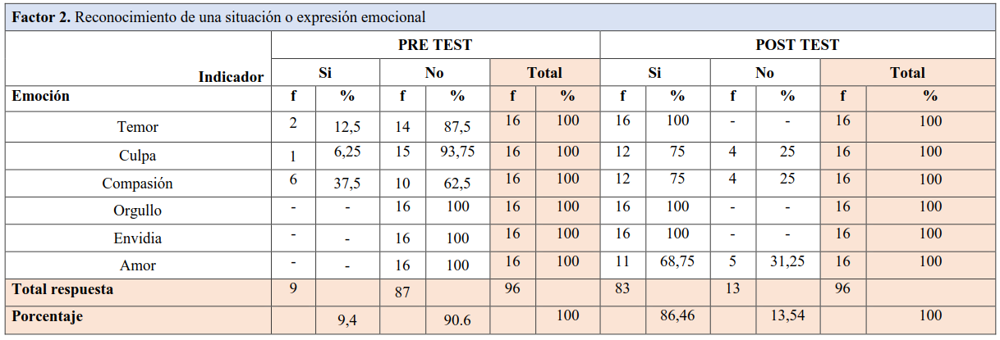 Factor 2. Reconocimiento de una situación o expresión emocional
PRE TEST POST TEST
Indicador Si No Total Si No Total
Emoción f % f % f % f % f % f %
Temor 2 12,5 14 87,5 16 100 16 100 - - 16 100
Culpa 1 6,25 15 93,75 16 100 12 75 4 25 16 100
Compasión 6 37,5 10 62,5 16 100 12 75 4 25 16 100
Orgullo - - 16 100 16 100 16 100 - - 16 100
Envidia - - 16 100 16 100 16 100 - - 16 100
Amor - - 16 100 16 100 11 68,75 5 31,25 16 100
Total respuesta 9 87 96 83 13 96
Porcentaje 9,4 90.6 100 86,46 13,54 100